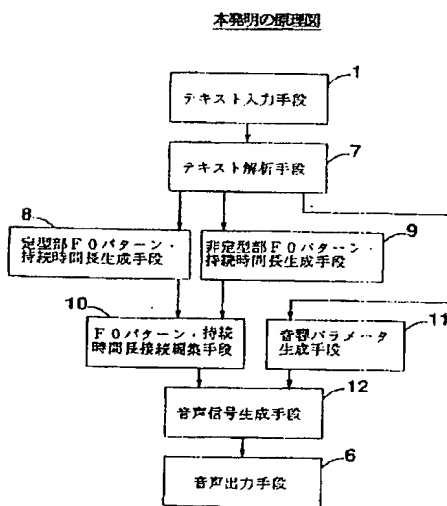 本発明の原理図
1
テキスト入力手段
7
テキスト解析手段
8
定型部F0パターン・
持続時間長生成手段
9
非定型部F0パターン・
持続時間長生成手段
10
F0パターン・持続
時間長接続編集手段
11
音響パラメータ
生成手段
12
音声信号生成手段
6
音声出力手段